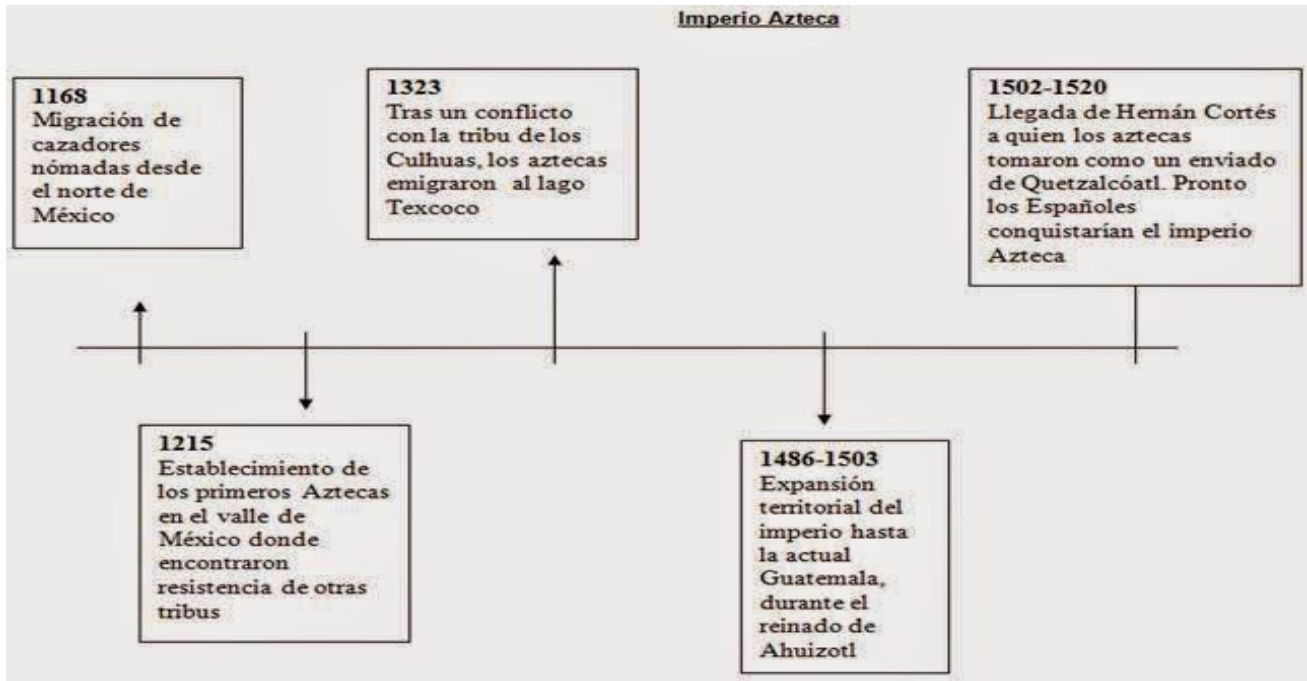 Imperio Azteca
1168
Migración de
cazadores
nómadas desde
el norte de
México
1323
Tras un conflicto
con la tribu de los
Culhuas, los aztecas
emigraron al lago
Texcoco
1502-1520
Llegada de Hernán Cortés
a quien los aztecas
tomaron como un enviado
de Quetzalcóatl. Pronto
los Españoles
conquistarían el imperio
Azteca
1215
Establecimiento de
los primeros Aztecas
en el valle de
México donde
encontraron
resistencia de otras
tribus
1486-1503
Expansión
territorial del
imperio hasta
la actual
Guatemala,
durante el
reinado de
Ahuizotl